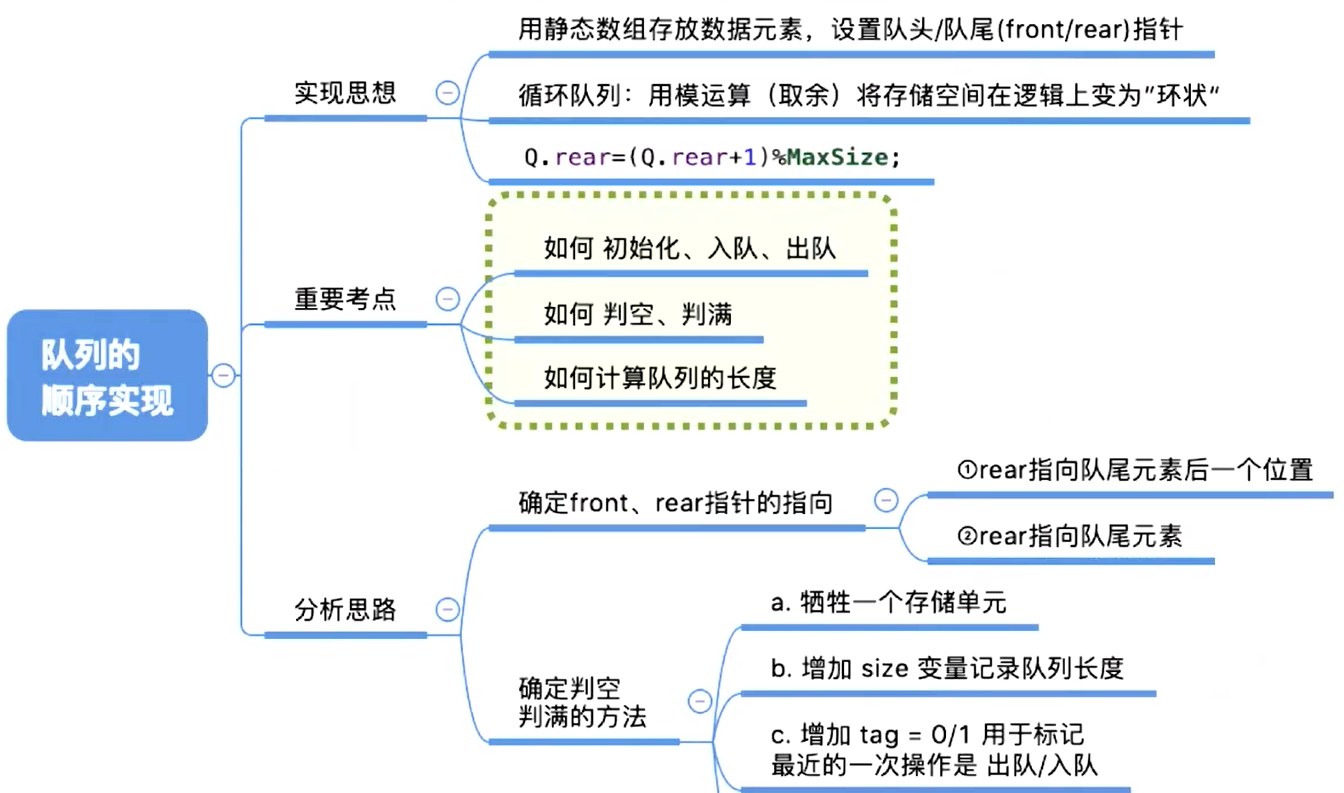 用静态数组存放数据元素，设置队头/队尾(front/rear)指针
实现思想
循环队列：用模运算（取余）将存储空间在逻辑上变为”环状“
Q.rear=(Q.rear+1)%MaxSize;
如何 初始化、入队、出队
重要考点
如何 判空、判满
如何计算队列的长度
队列的
顺序实现
①rear指向队尾元素后一个位置
确定front、rear指针的指向
②rear指向队尾元素
分析思路
a. 牺牲一个存储单元
b. 增加 size 变量记录队列长度
确定判空
判满的方法
c. 增加 tag = 0/1 用于标记
最近的一次操作是 出队/入队